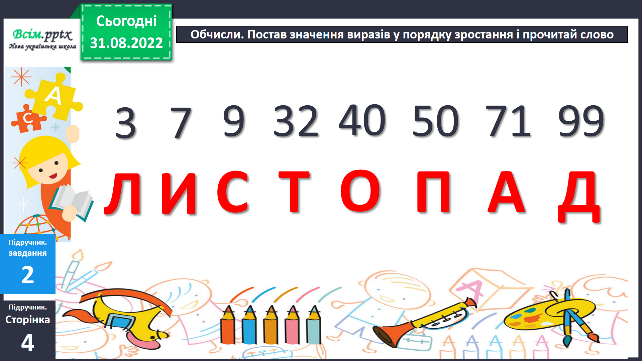 Всім.pptx
Нова українська школа
Сьогодні
31.08.2022
Обчисли. Постав значення виразів у порядку зростання і прочитай слово
А
С
3 7 9 32 40 50 71 99
Л И С Т О П А Д
Підручник.
завдання
2
Підручник.
Сторінка
4
А
А А А А